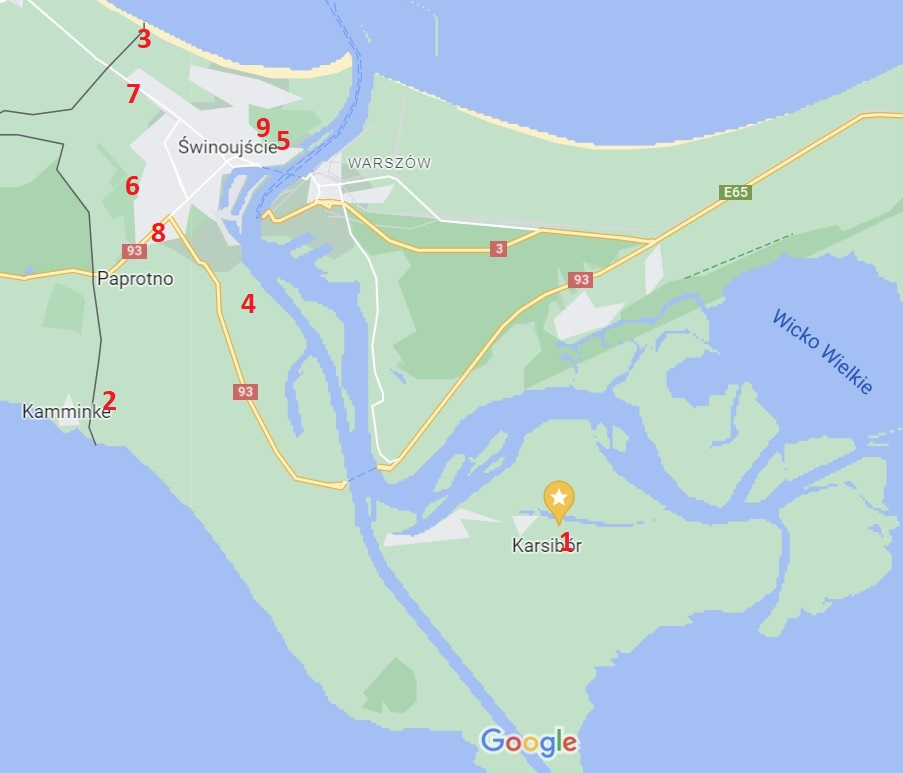 3
7
9
5
Świnoujście
WARSZÓW
6
E65
8
93
3
Paprotno
93
4
Wicko Wielkie
93
2
Kamminke
1
Karsibór
Google